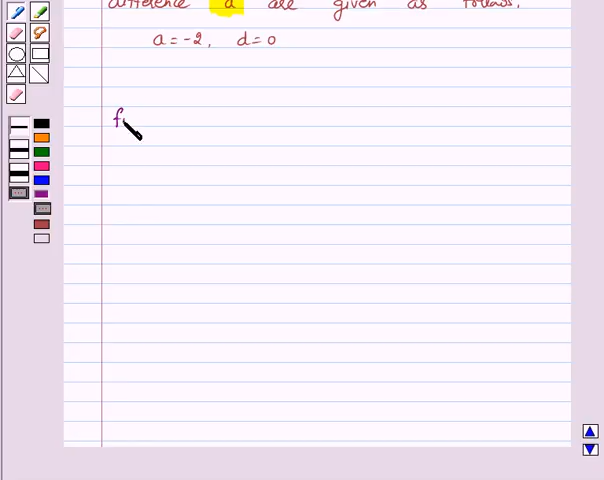 difference d are given as follows.
a = -2, d = 0
f